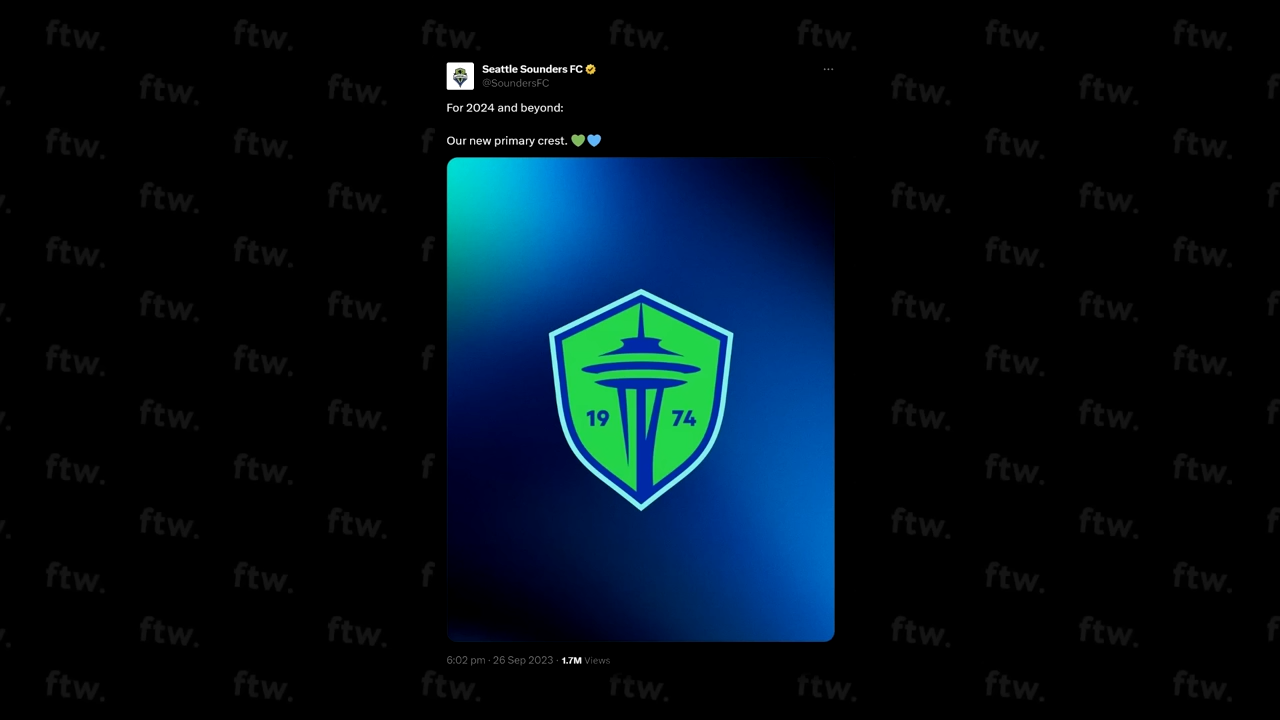 Seattle Sounders FC
@SoundersFC
For 2024 and beyond:
Our new primary crest. 💚💙
19 74
6:02 pm · 26 Sep 2023 · 1.7M Views
ftw.